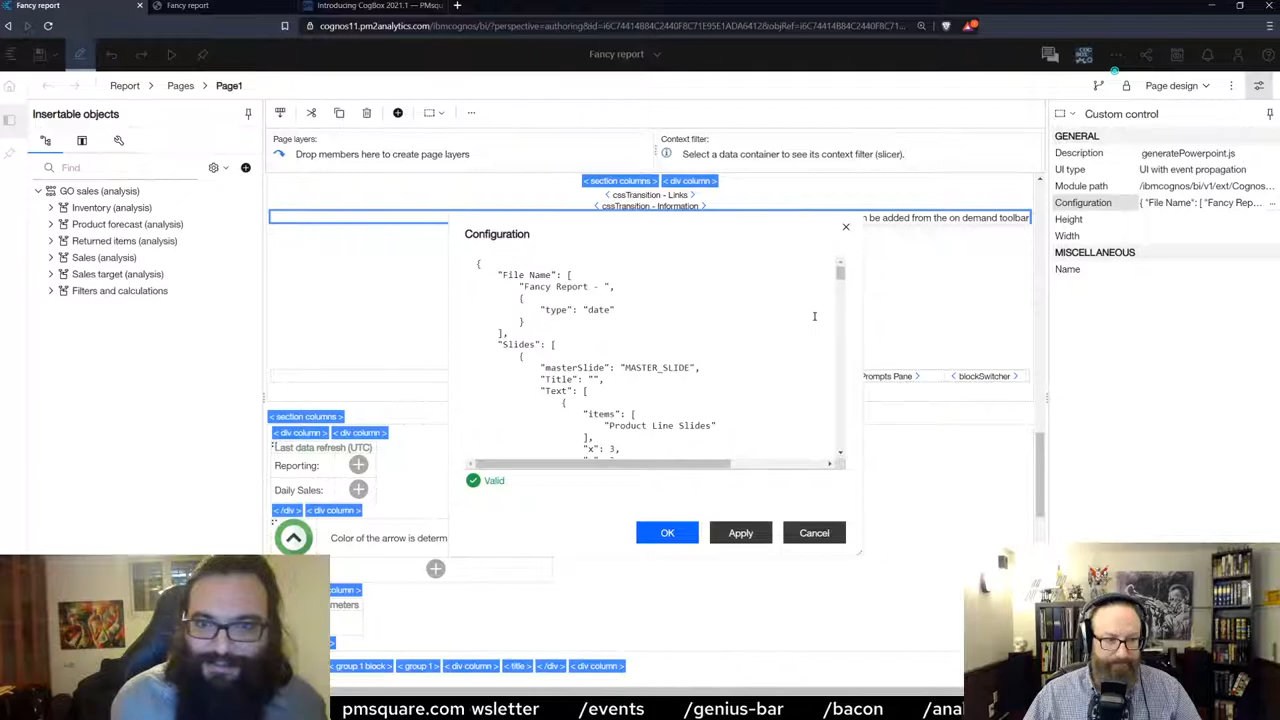 Fancy report
Fancy report
Introducing CogBox 2021.1 — PMsqu
cognos11.pm2analytics.com/ibmcognos/bi/?perspective=authoring&id=i6C74414B84C2440F8C71E95E1ADA6412&objRef=i6C74414B84C2440F8C71E95E1ADA6412&u...
Fancy report
Report > Pages > Page1
Page design
Insertable objects
Custom control
Page layers:
Drop members here to create page layers
Context filter:
Select a data container to see its context filter (slicer).
Find
GO sales (analysis)
Inventory (analysis)
Product forecast (analysis)
Returned items (analysis)
Sales (analysis)
Sales target (analysis)
Filters and calculations
GENERAL
Description generatePowerpoint.js
UI type UI with event propagation
Module path /ibmcognos/bi/v1/ext/Cognos...
Configuration { "File Name": [ "Fancy Rep... ...
Height
Width
MISCELLANEOUS
Name
< section columns > < div column >
< cssTransition - Links >
< cssTransition - Information >
n be added from the on demand toolbar
Configuration
{
"File Name": [
"Fancy Report - ",
{
"type": "date"
}
],
"Slides": [
{
"masterSlide": "MASTER_SLIDE",
"Title": "",
"Text": [
{
"items": [
"Product Line Slides"
],
"x": 3,
Valid
OK
Apply
Cancel
Prompts Pane > < blockSwitcher >
< section columns >
< div column > < div column >
Last data refresh (UTC)
Reporting:
Daily Sales:
< /div > < div column >
Color of the arrow is determ
column >
meters
< group 1 block > < group 1 > < div column > < title > < /div > < div column >
pmsquare.com wsletter /events /genius-bar /bacon /anal